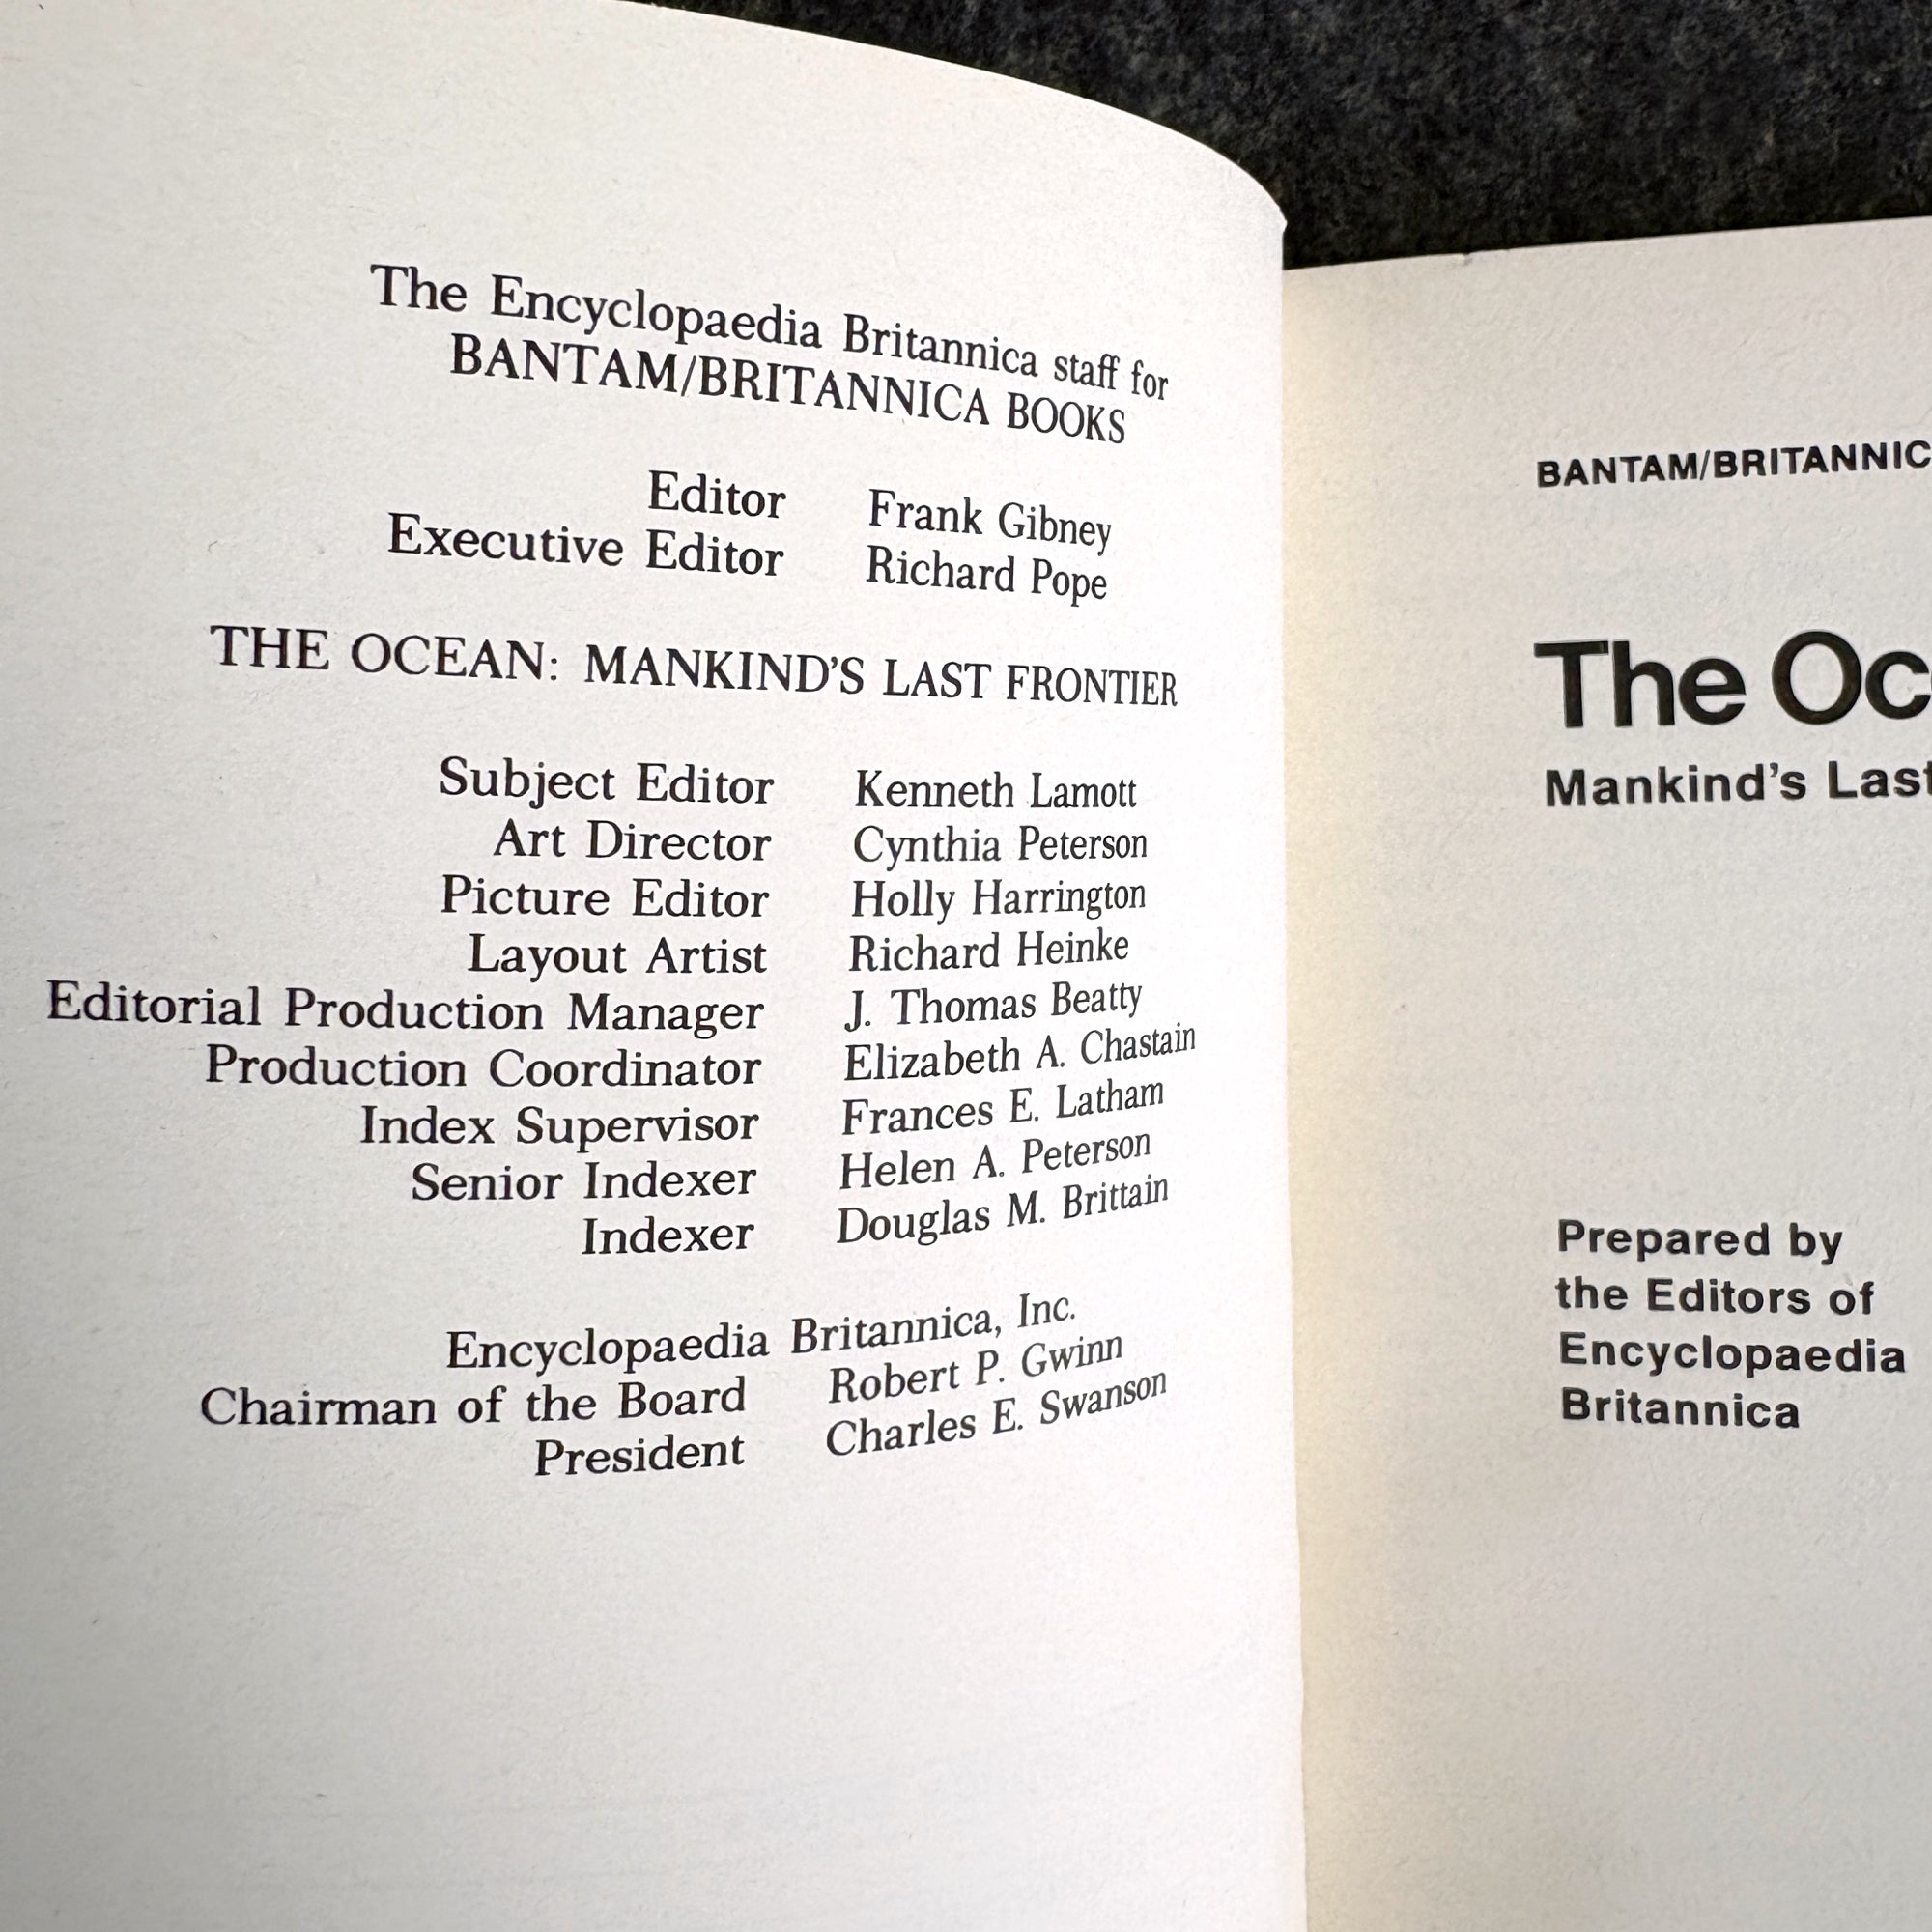 The Encyclopaedia Britannica staff for
BANTAM/BRITANNICA BOOKS
Editor Frank Gibney
Executive Editor Richard Pope
THE OCEAN: MANKIND'S LAST FRONTIER
Subject Editor Kenneth Lamott
Art Director Cynthia Peterson
Picture Editor Holly Harrington
Layout Artist Richard Heinke
Editorial Production Manager J. Thomas Beatty
Production Coordinator Elizabeth A. Chastain
Index Supervisor Frances E. Latham
Senior Indexer Helen A. Peterson
Indexer Douglas M. Brittain
Encyclopaedia Britannica, Inc.
Chairman of the Board Robert P. Gwinn
President Charles E. Swanson
BANTAM/BRITANNIC
The Oc
Mankind's Last
Prepared by
the Editors of
Encyclopaedia
Britannica